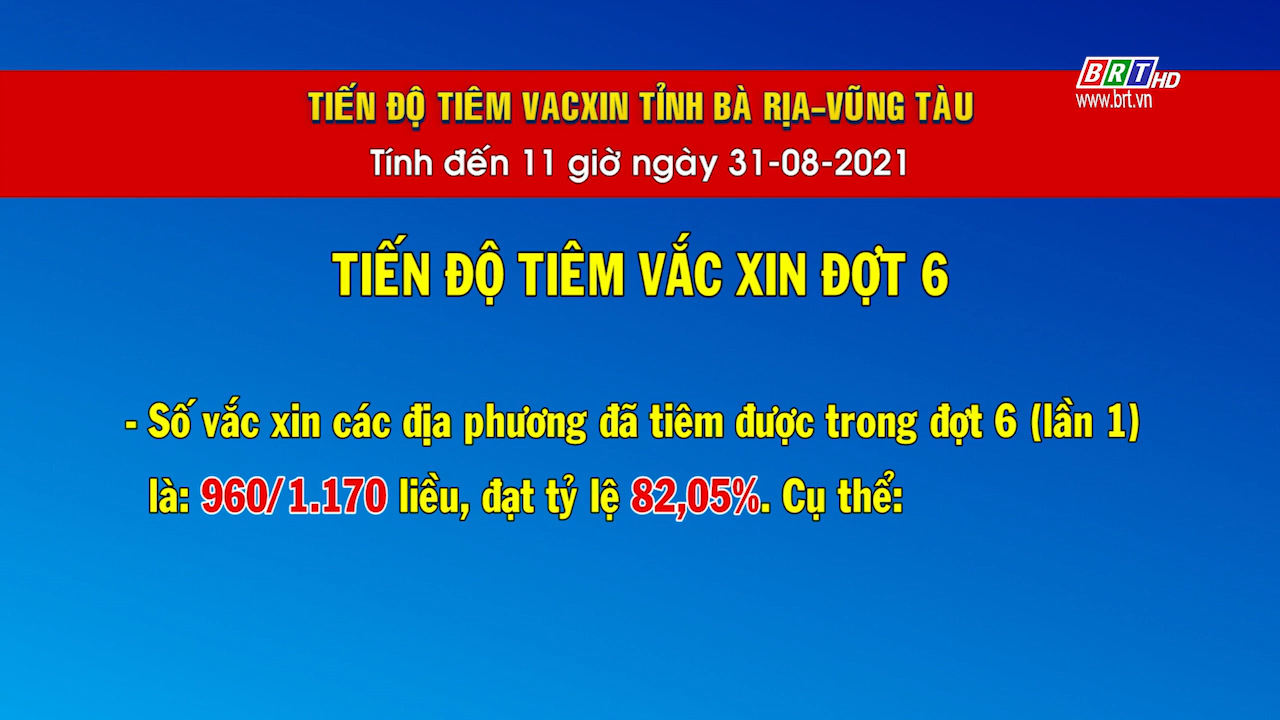 BRT HD
www.brt.vn
TIẾN ĐỘ TIÊM VACXIN TỈNH BÀ RỊA-VŨNG TÀU
Tính đến 11 giờ ngày 31-08-2021
TIẾN ĐỘ TIÊM VẮC XIN ĐỢT 6
- Số vắc xin các địa phương đã tiêm được trong đợt 6 (lần 1)
là: 960/1.170 liều, đạt tỷ lệ 82,05%. Cụ thể: